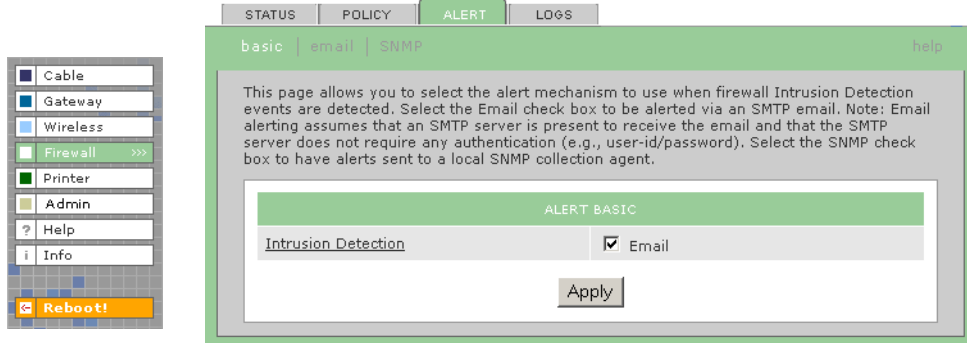 STATUS POLICY ALERT LOGS
basic | email | SNMP help
Cable
Gateway
Wireless
Firewall >>>
Printer
Admin
? Help
i Info
Reboot!
This page allows you to select the alert mechanism to use when firewall Intrusion Detection
events are detected. Select the Email check box to be alerted via an SMTP email. Note: Email
alerting assumes that an SMTP server is present to receive the email and that the SMTP
server does not require any authentication (e.g., user-id/password). Select the SNMP check
box to have alerts sent to a local SNMP collection agent.
ALERT BASIC
Intrusion Detection Email
Apply